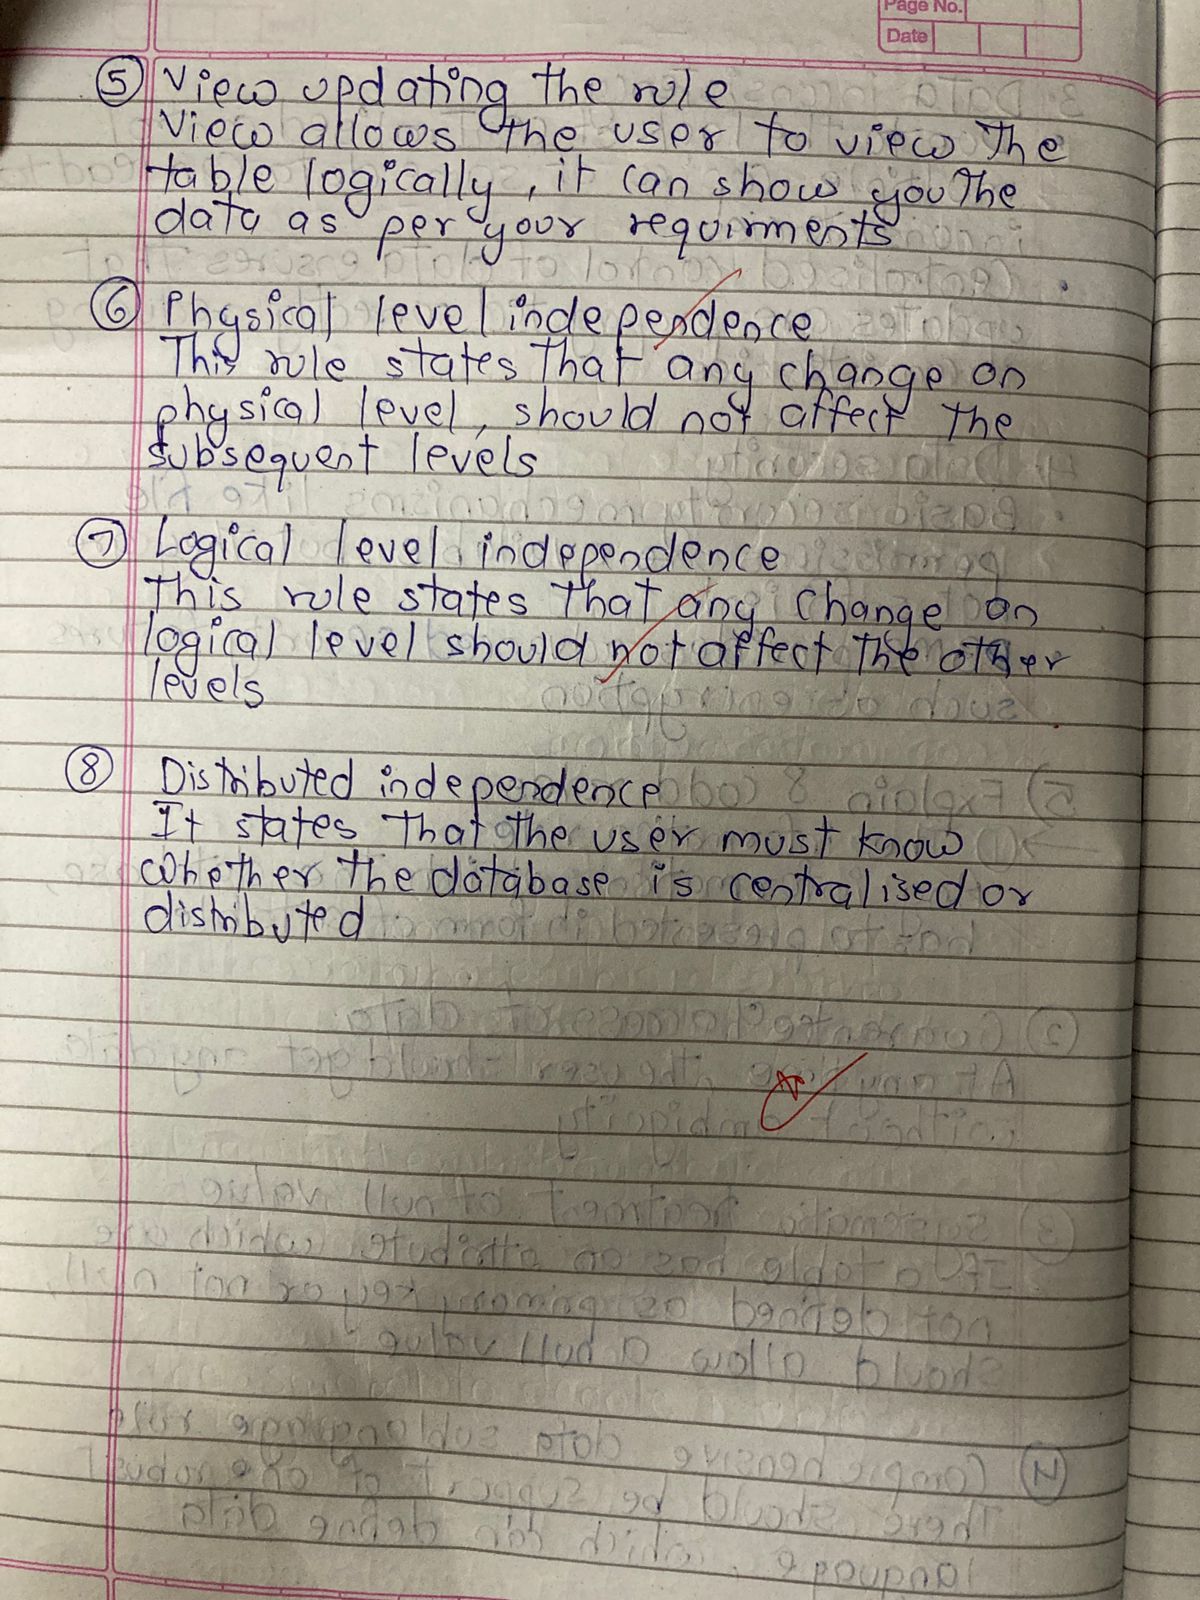 Page No.
Date
⑤ View updating the rule
View allows the user to view the
table logically, it can show you the
data as per your requirments
⑥ Physical level independence
This rule states that any change on
physical level, should not affect the
subsequent levels
⑦ Logical level independence
This rule states that any change on
logical level should not affect the other
levels
⑧ Distributed independence
It states that the user must know
whether the database is centralised or
distributed